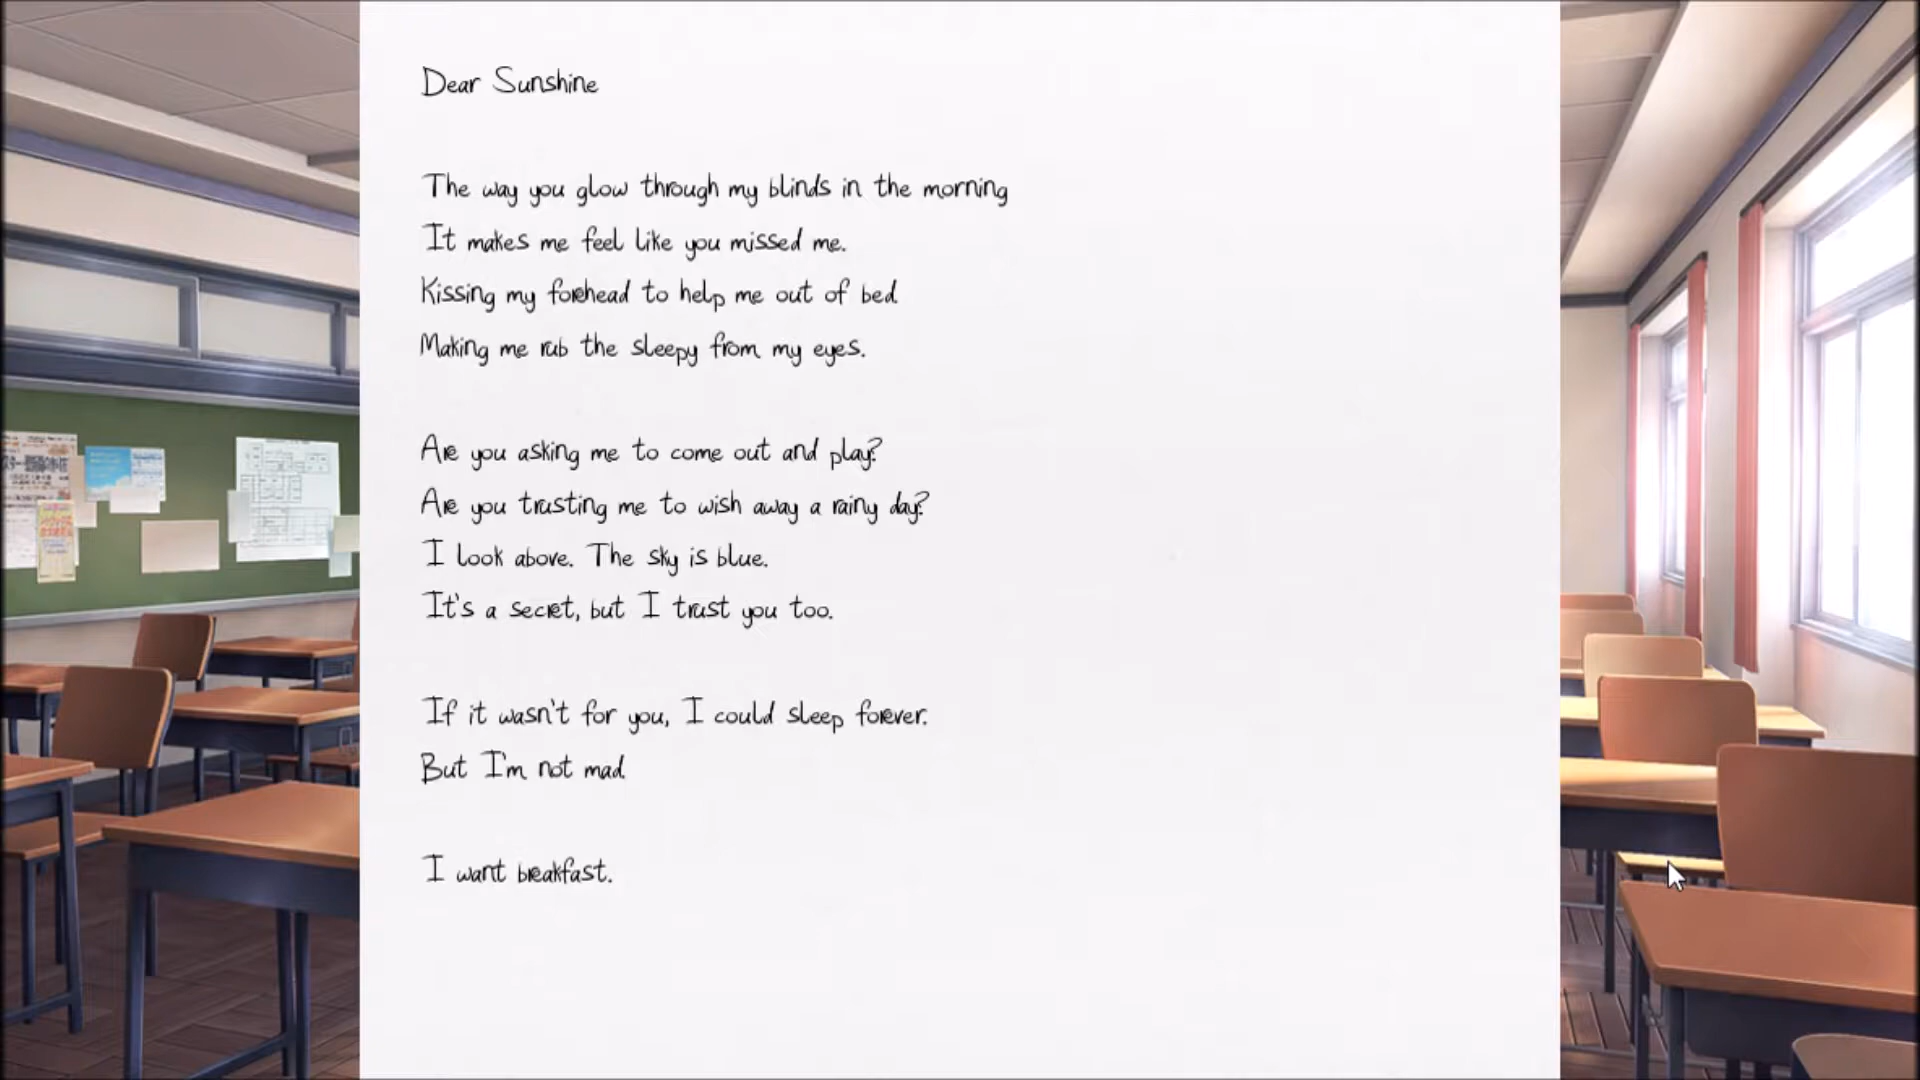 Dear Sunshine
The way you glow through my blinds in the morning
It makes me feel like you missed me.
Kissing my forehead to help me out of bed
Making me rub the sleepy from my eyes.
Are you asking me to come out and play?
Are you trusting me to wish away a rainy day?
I look above. The sky is blue.
It's a secret, but I trust you too.
If it wasn't for you, I could sleep forever.
But I'm not mad.
I want breakfast.